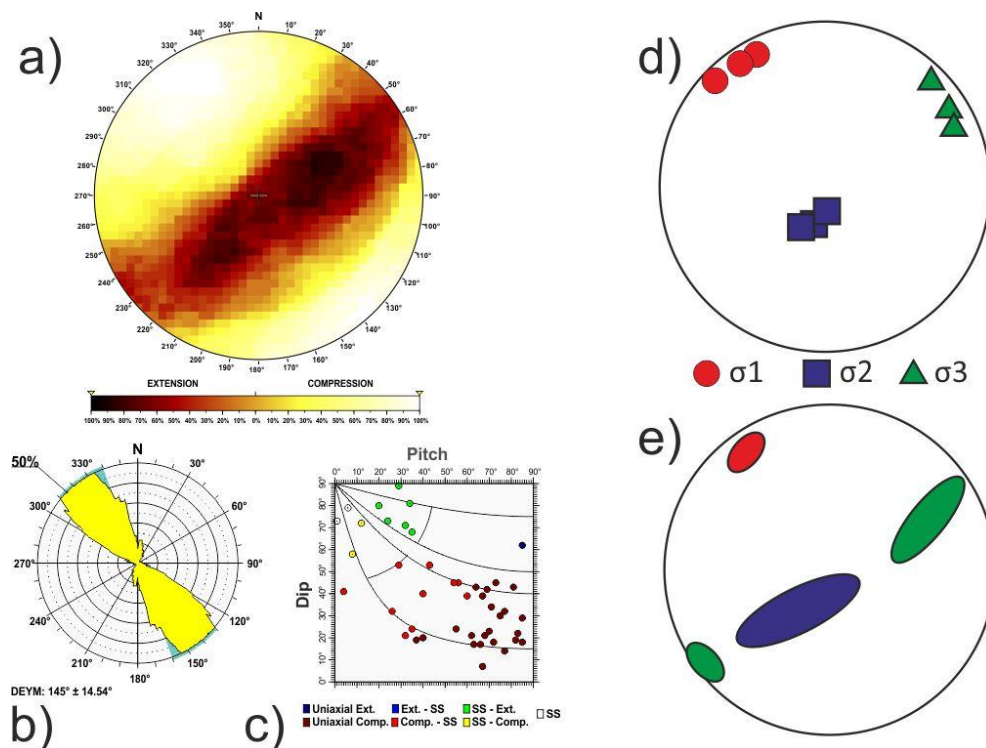 a)
N
350° 10°
340° 20°
30°
40°
320° 50°
310° 60°
300° 70°
290° 80°
280° 90°
270° 100°
260° 110°
250° 120°
240° 130°
230° 140°
220° 150°
210° 160°
200° 190° 180° 170°
EXTENSION COMPRESSION
100% 90% 80% 70% 60% 50% 40% 30% 20% 10% 0% 10% 20% 30% 40% 50% 60% 70% 80% 90% 100%
d)
σ1 σ2 σ3
N
50% 330° 30°
300° 60°
270° 90°
240° 120°
210° 150°
180°
DEYM: 145° ± 14.54°
b)
Pitch
0° 10° 20° 30° 40° 50° 60° 70° 80° 90°
Dip
90°
80°
70°
60°
50°
40°
30°
20°
10°
0°
Uniaxial Ext. Ext. - SS SS - Ext. SS
Uniaxial Comp. Comp. - SS SS - Comp.
c)
e)